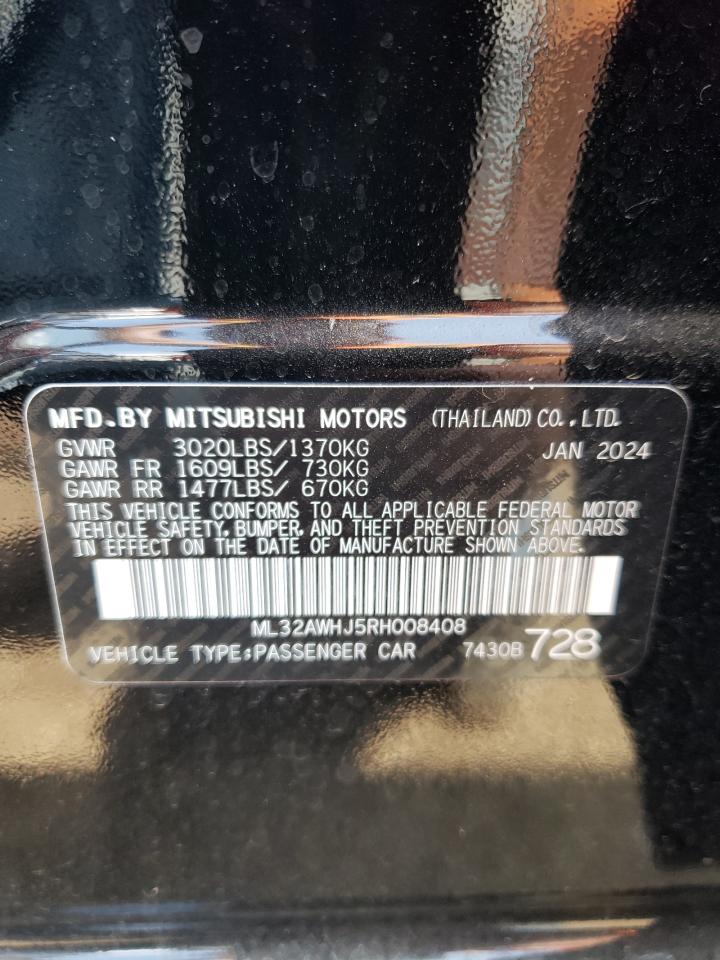 MFD.BY MITSUBISHI MOTORS (THAILAND) CO., LTD.
GVWR 3020LBS/1370KG JAN 2024
GAWR FR 1609LBS/ 730KG
GAWR RR 1477LBS/ 670KG
THIS VEHICLE CONFORMS TO ALL APPLICABLE FEDERAL MOTOR
VEHICLE SAFETY, BUMPER, AND THEFT PREVENTION STANDARDS
IN EFFECT ON THE DATE OF MANUFACTURE SHOWN ABOVE.
ML32AWHJ5RH008408
VEHICLE TYPE:PASSENGER CAR 7430B 728